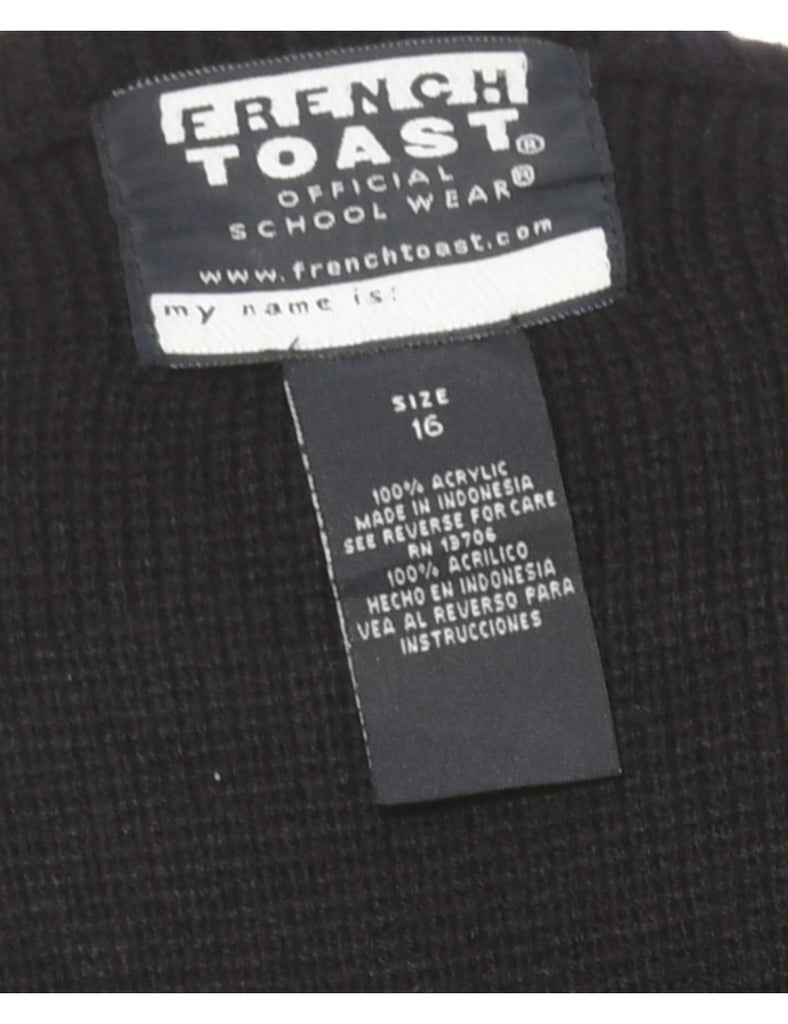 FRENCH
TOAST®
OFFICIAL
SCHOOL WEAR®
www.frenchtoast.com
my name is:
SIZE
16
100% ACRYLIC
MADE IN INDONESIA
SEE REVERSE FOR CARE
RN 13706
100% ACRILICO
HECHO EN INDONESIA
VEA AL REVERSO PARA
INSTRUCCIONES